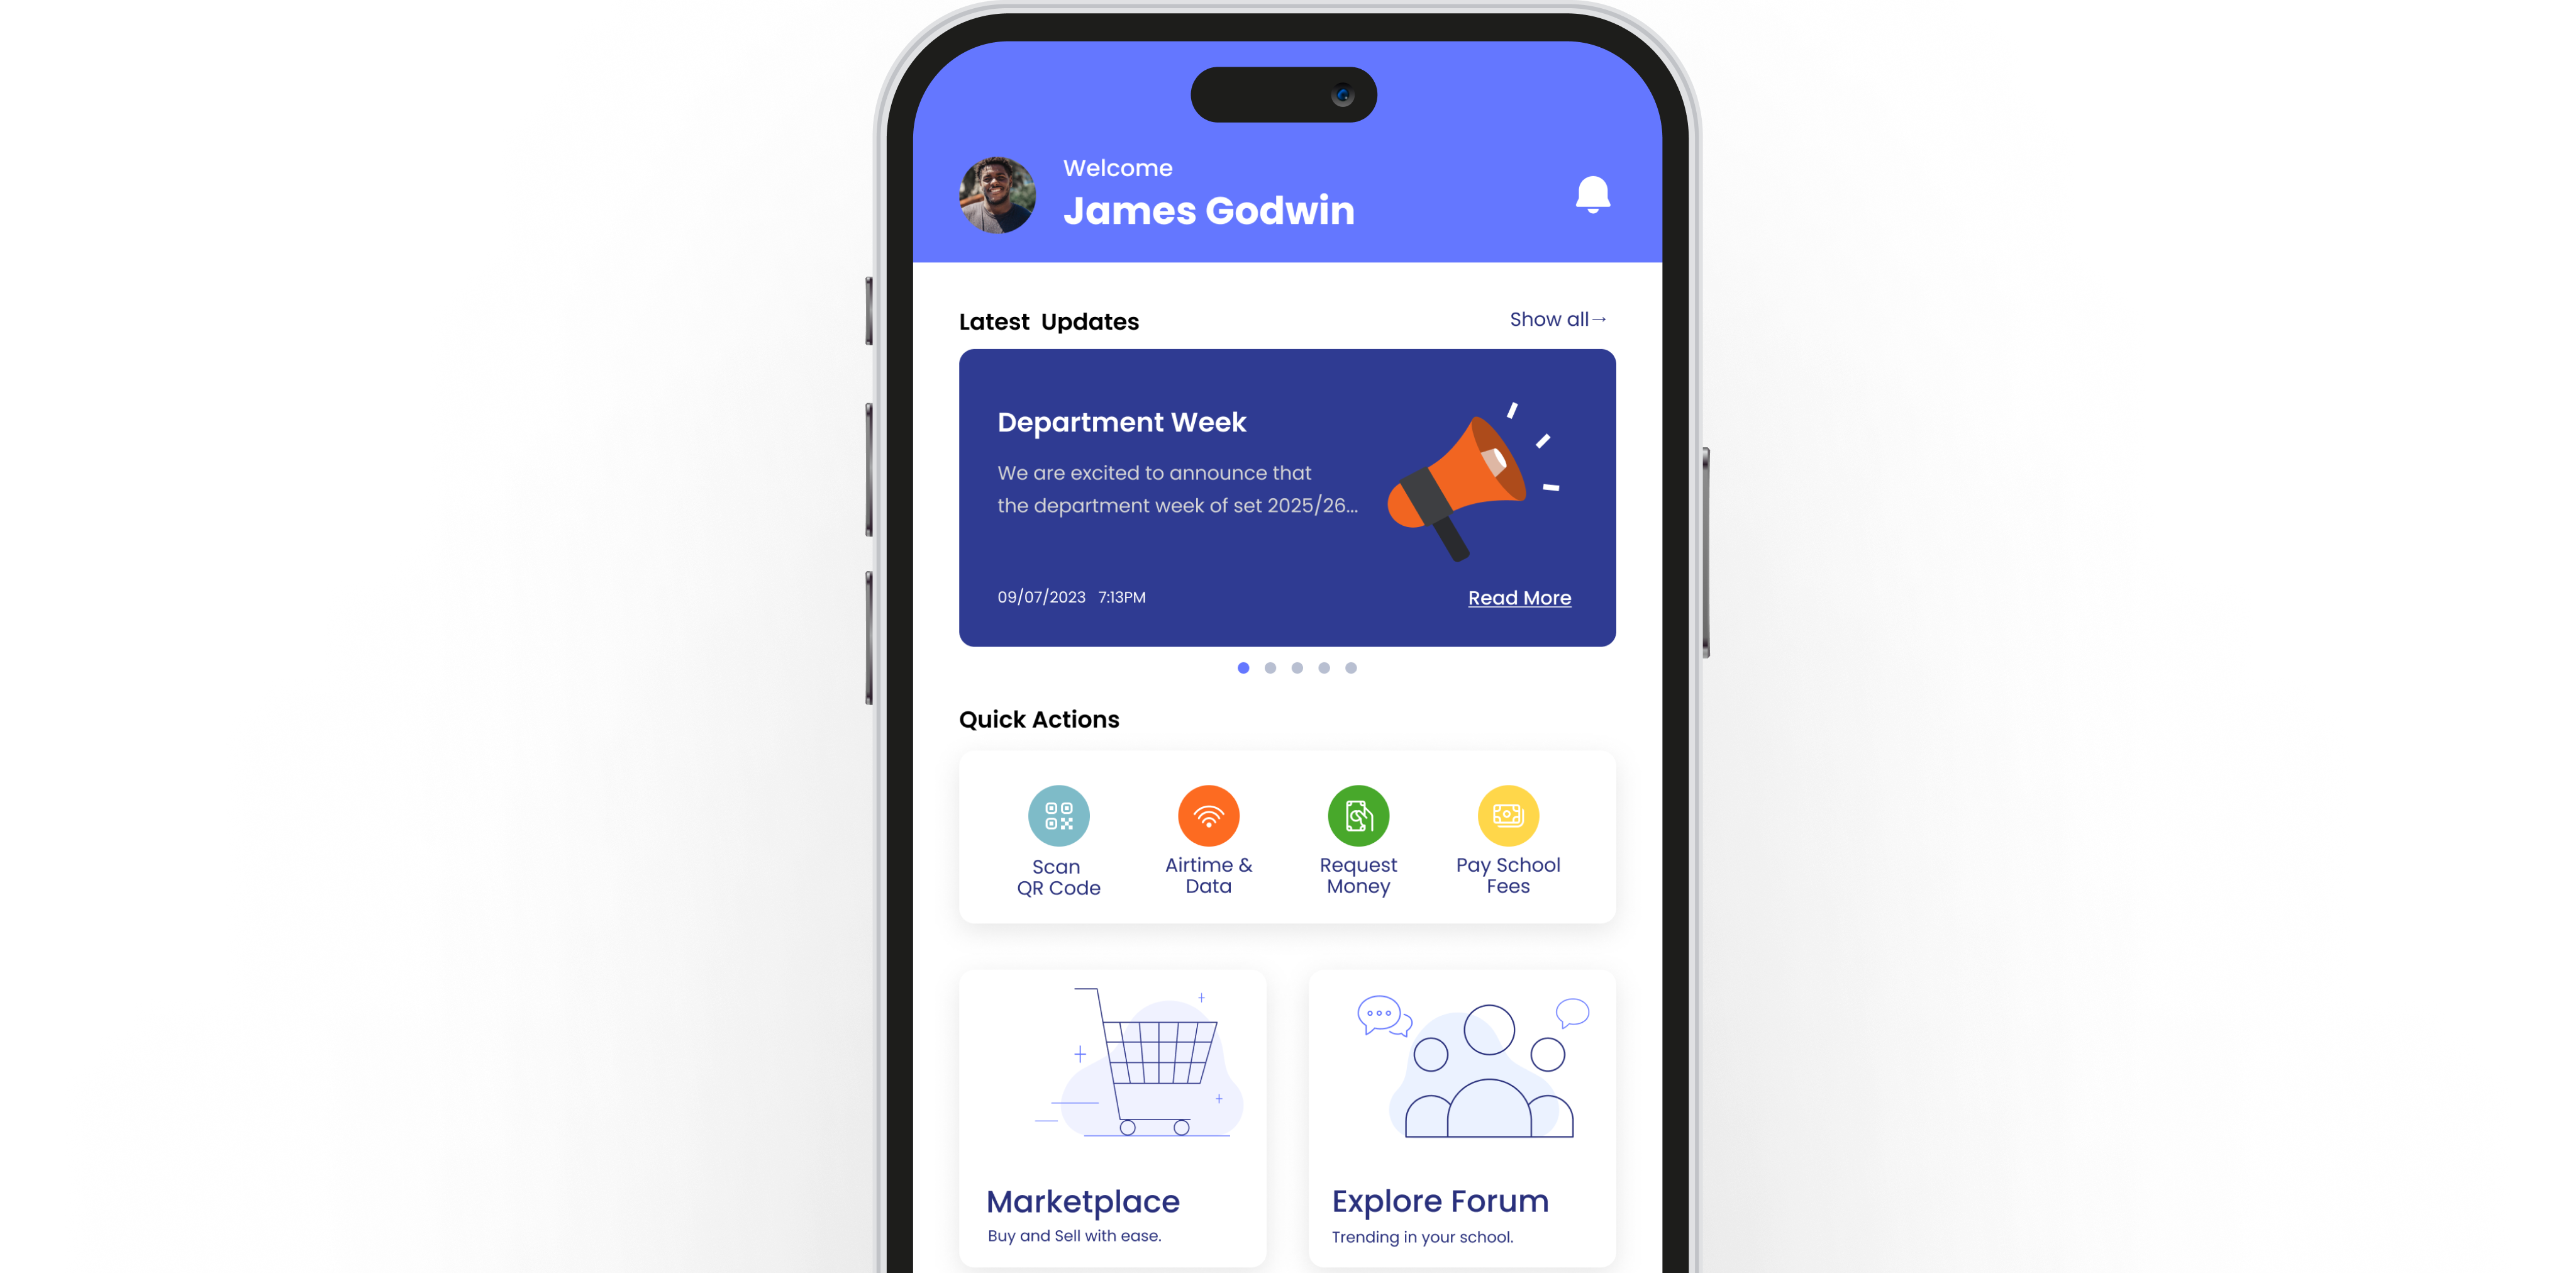 Welcome
James Godwin
Latest Updates
Show all→
Department Week
We are excited to announce that
the department week of set 2025/26...
09/07/2023 7:13PM
Read More
Quick Actions
Scan
QR Code
Airtime &
Data
Request
Money
Pay School
Fees
Marketplace
Buy and Sell with ease.
Explore Forum
Trending in your school.